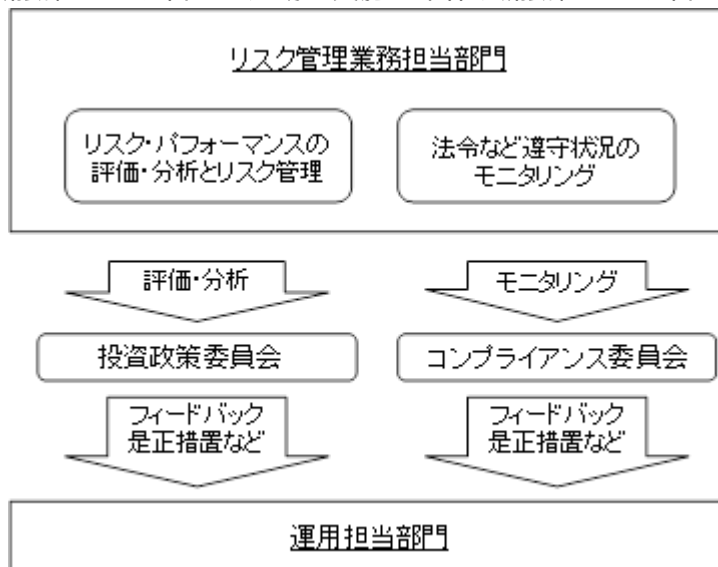 リスク管理業務担当部門
リスク・パフォーマンスの
評価・分析とリスク管理
法令など遵守状況の
モニタリング
評価・分析
モニタリング
投資政策委員会
コンプライアンス委員会
フィードバック
是正措置など
フィードバック
是正措置など
運用担当部門